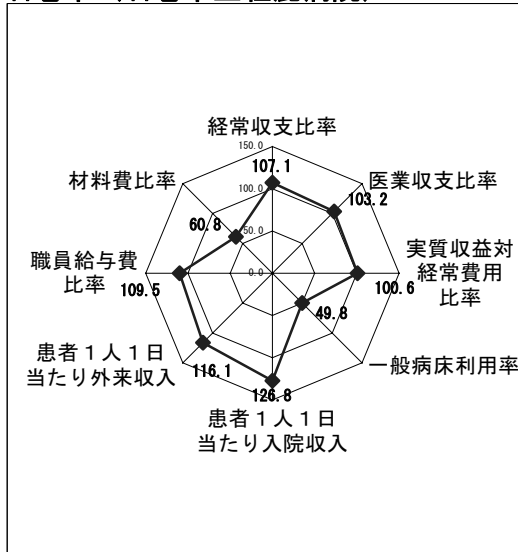 経常収支比率
150.0
107.1
100.0
50.0
0.0
医業収支比率
103.2
実質収益対
経常費用
比率
100.6
一般病床利用率
49.8
患者１人１日
当たり入院収入
126.8
患者１人１日
当たり外来収入
116.1
職員給与費
比率
109.5
材料費比率
60.8